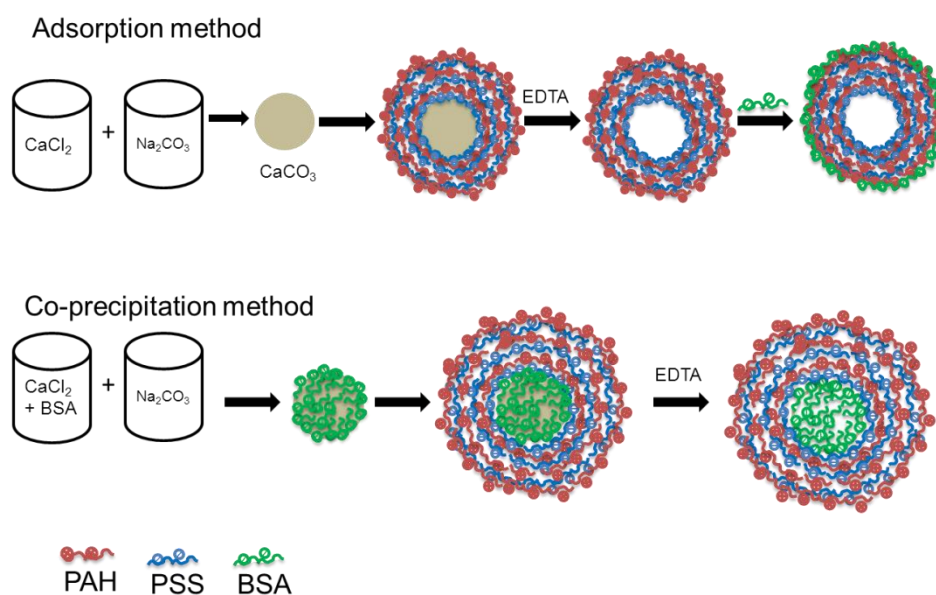 Adsorption method
CaCl₂
+
Na₂CO₃
CaCO₃
EDTA
Co-precipitation method
CaCl₂
+ BSA
+
Na₂CO₃
EDTA
PAH
PSS
BSA